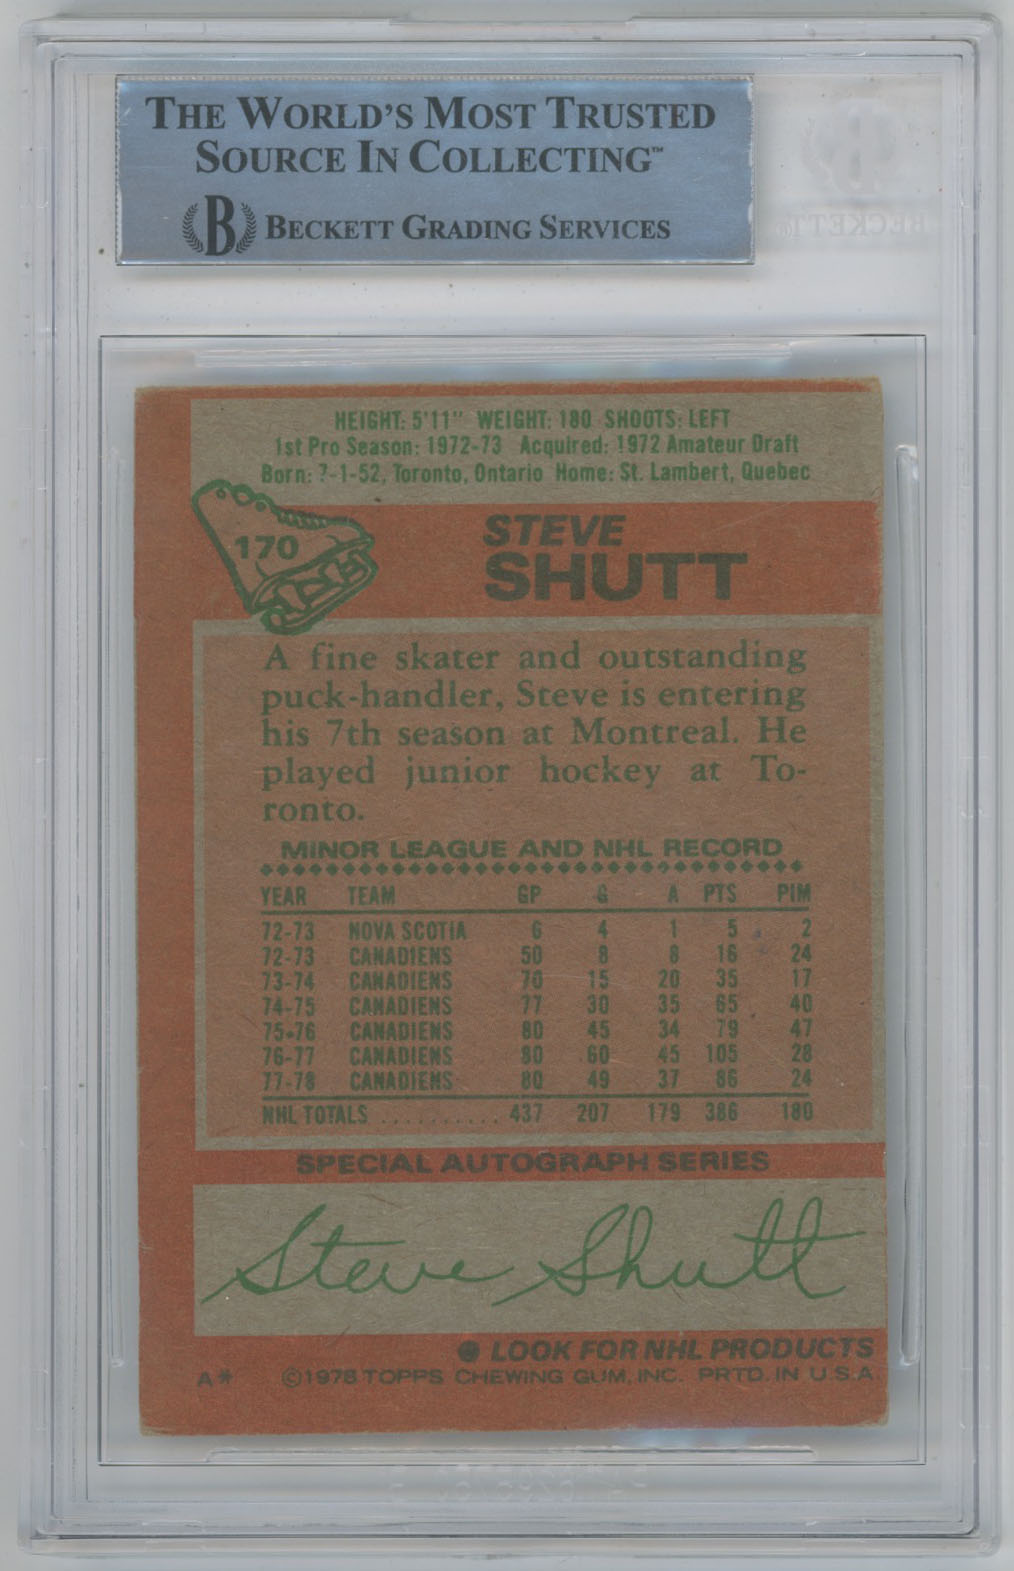 THE WORLD'S MOST TRUSTED
SOURCE IN COLLECTING™
B BECKETT GRADING SERVICES
BECKETT®
HEIGHT: 5'11" WEIGHT: 180 SHOOTS: LEFT
1st Pro Season: 1972-73 Acquired: 1972 Amateur Draft
Born: 7-1-52, Toronto, Ontario Home: St. Lambert, Quebec
170
STEVE
SHUTT
A fine skater and outstanding
puck-handler, Steve is entering
his 7th season at Montreal. He
played junior hockey at To-
ronto.
MINOR LEAGUE AND NHL RECORD
YEAR TEAM GP G A PTS PIM
72-73 NOVA SCOTIA 6 4 1 5 2
72-73 CANADIENS 50 8 8 16 24
73-74 CANADIENS 70 15 20 35 17
74-75 CANADIENS 77 30 35 65 40
75-76 CANADIENS 80 45 34 79 47
76-77 CANADIENS 80 60 45 105 28
77-78 CANADIENS 80 49 37 86 24
NHL TOTALS .......... 437 207 179 386 180
SPECIAL AUTOGRAPH SERIES
Steve Shutt
LOOK FOR NHL PRODUCTS
A* ©1978 TOPPS CHEWING GUM, INC. PRTD. IN U.S.A.